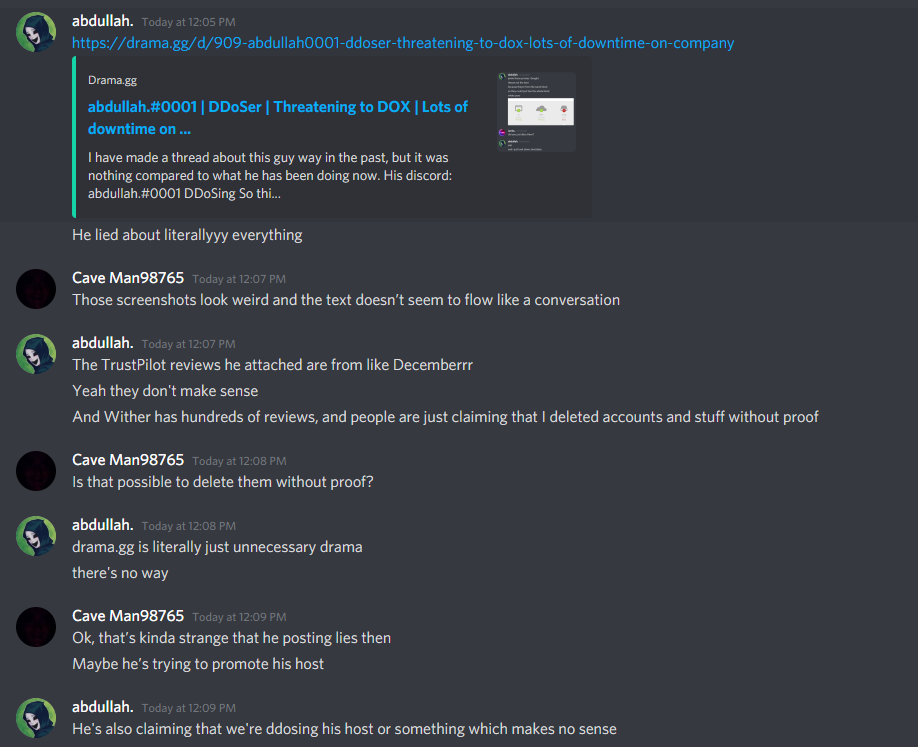 abdullah. Today at 12:05 PM
https://drama.gg/d/909-abdullah0001-ddoser-threatening-to-dox-lots-of-downtime-on-company
Drama.gg
abdullah.#0001 | DDoSer | Threatening to DOX | Lots of
downtime on ...
I have made a thread about this guy way in the past, but it was
nothing compared to what he has been doing now. His discord:
abdullah.#0001 DDoSing So thi...
He lied about literallyyy everything
Cave Man98765 Today at 12:07 PM
Those screenshots look weird and the text doesn't seem to flow like a conversation
abdullah. Today at 12:07 PM
The TrustPilot reviews he attached are from like Decemberrr
Yeah they don't make sense
And Wither has hundreds of reviews, and people are just claiming that I deleted accounts and stuff without proof
Cave Man98765 Today at 12:08 PM
Is that possible to delete them without proof?
abdullah. Today at 12:08 PM
drama.gg is literally just unnecessary drama
there's no way
Cave Man98765 Today at 12:09 PM
Ok, that's kinda strange that he posting lies then
Maybe he's trying to promote his host
abdullah. Today at 12:09 PM
He's also claiming that we're ddosing his host or something which makes no sense